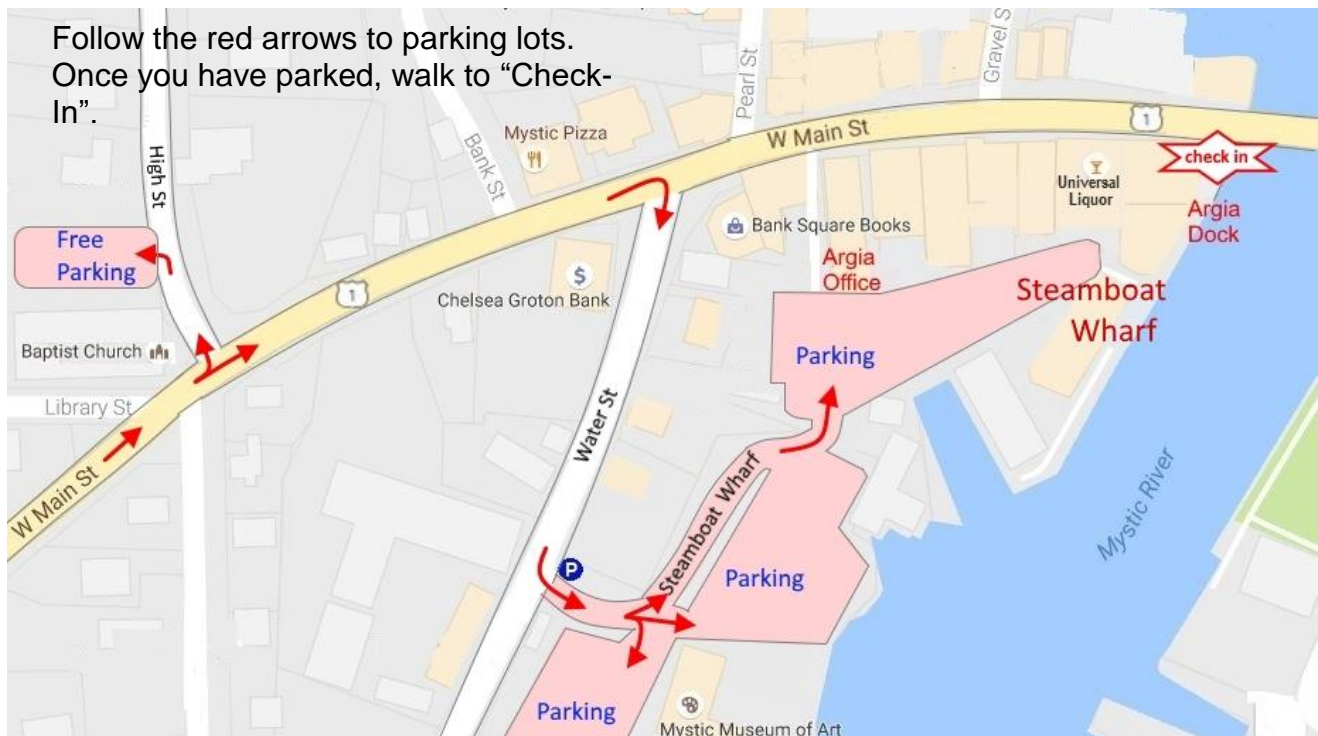 Follow the red arrows to parking lots.
Once you have parked, walk to “Check-
In”.
Pearl St
Gravel S
W Main St
1
check in
Mystic Pizza
Bank St
High St
Universal
Liquor
Argia
Dock
Free
Parking
Bank Square Books
Argia
Office
1
$
Chelsea Groton Bank
Steamboat
Wharf
Baptist Church
Parking
Library St
Water St
W Main St
Steamboat Wharf
Mystic River
P
Parking
Parking
Mystic Museum of Art